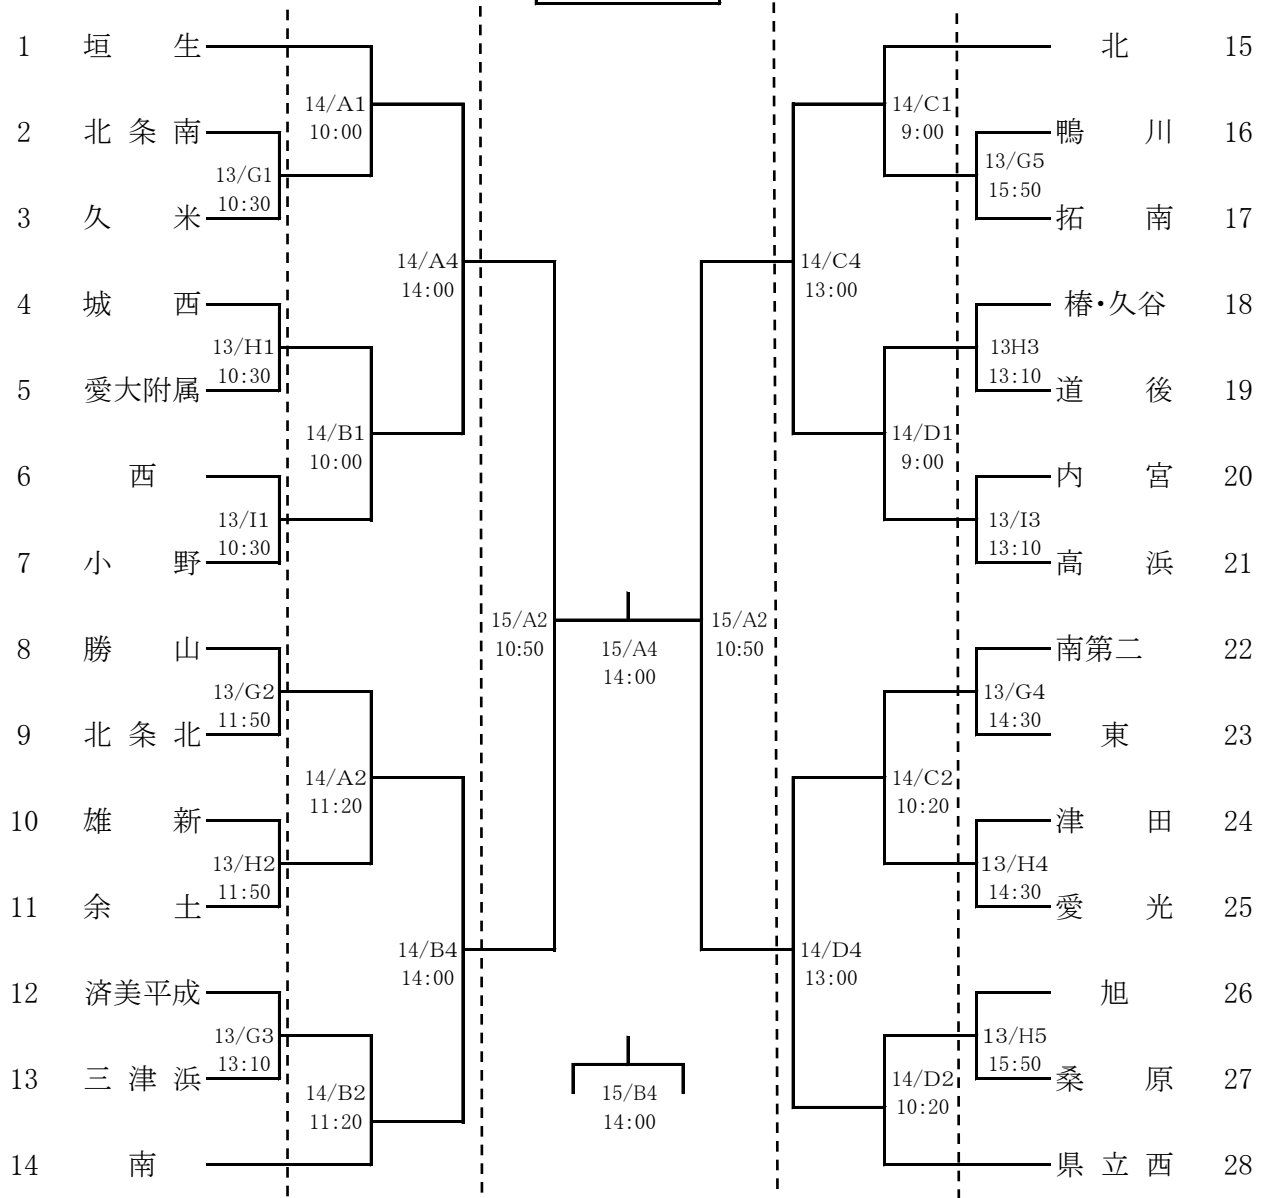 1 垣 生
北 15
14/A1
10:00
14/C1
9:00
2 北 条 南
鴨 川 16
13/G1
10:30
13/G5
15:50
3 久 米
拓 南 17
14/A4
14:00
14/C4
13:00
4 城 西
椿・久谷 18
13/H1
10:30
13H3
13:10
5 愛大附属
道 後 19
14/B1
10:00
14/D1
9:00
6 西
内 宮 20
13/I1
10:30
13/I3
13:10
7 小 野
高 浜 21
15/A2
10:50
15/A4
14:00
15/A2
10:50
8 勝 山
南第二 22
13/G2
11:50
13/G4
14:30
9 北 条 北
東 23
14/A2
11:20
14/C2
10:20
10 雄 新
津 田 24
13/H2
11:50
13/H4
14:30
11 余 土
愛 光 25
14/B4
14:00
14/D4
13:00
12 済美平成
旭 26
13/G3
13:10
13/H5
15:50
13 三 津 浜
桑 原 27
14/B2
11:20
15/B4
14:00
14/D2
10:20
14 南
県 立 西 28